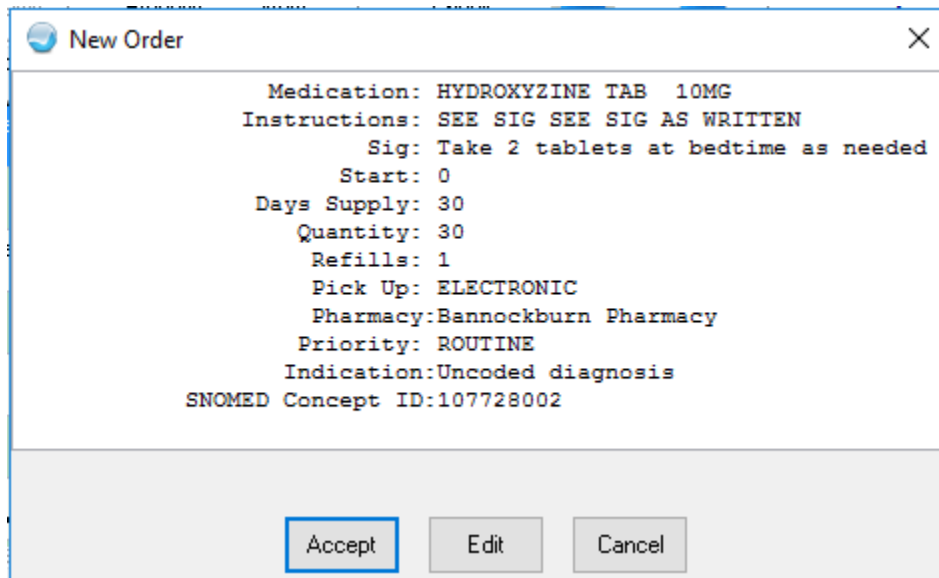 New Order
Medication: HYDROXYZINE TAB 10MG
Instructions: SEE SIG SEE SIG AS WRITTEN
Sig: Take 2 tablets at bedtime as needed
Start: 0
Days Supply: 30
Quantity: 30
Refills: 1
Pick Up: ELECTRONIC
Pharmacy:Bannockburn Pharmacy
Priority: ROUTINE
Indication:Uncoded diagnosis
SNOMED Concept ID:107728002
Accept Edit Cancel